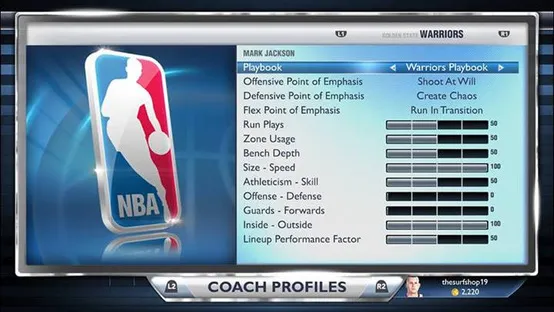 L1 GOLDEN STATE WARRIORS R1
MARK JACKSON
Playbook Warriors Playbook
Offensive Point of Emphasis Shoot At Will
Defensive Point of Emphasis Create Chaos
Flex Point of Emphasis Run In Transition
Run Plays 50
Zone Usage 50
Bench Depth 50
Size - Speed 100
Athleticism - Skill 50
Offense - Defense 0
Guards - Forwards 0
Inside - Outside 100
Lineup Performance Factor 50
NBA
L2 COACH PROFILES R2
thesurfshop19
2,220